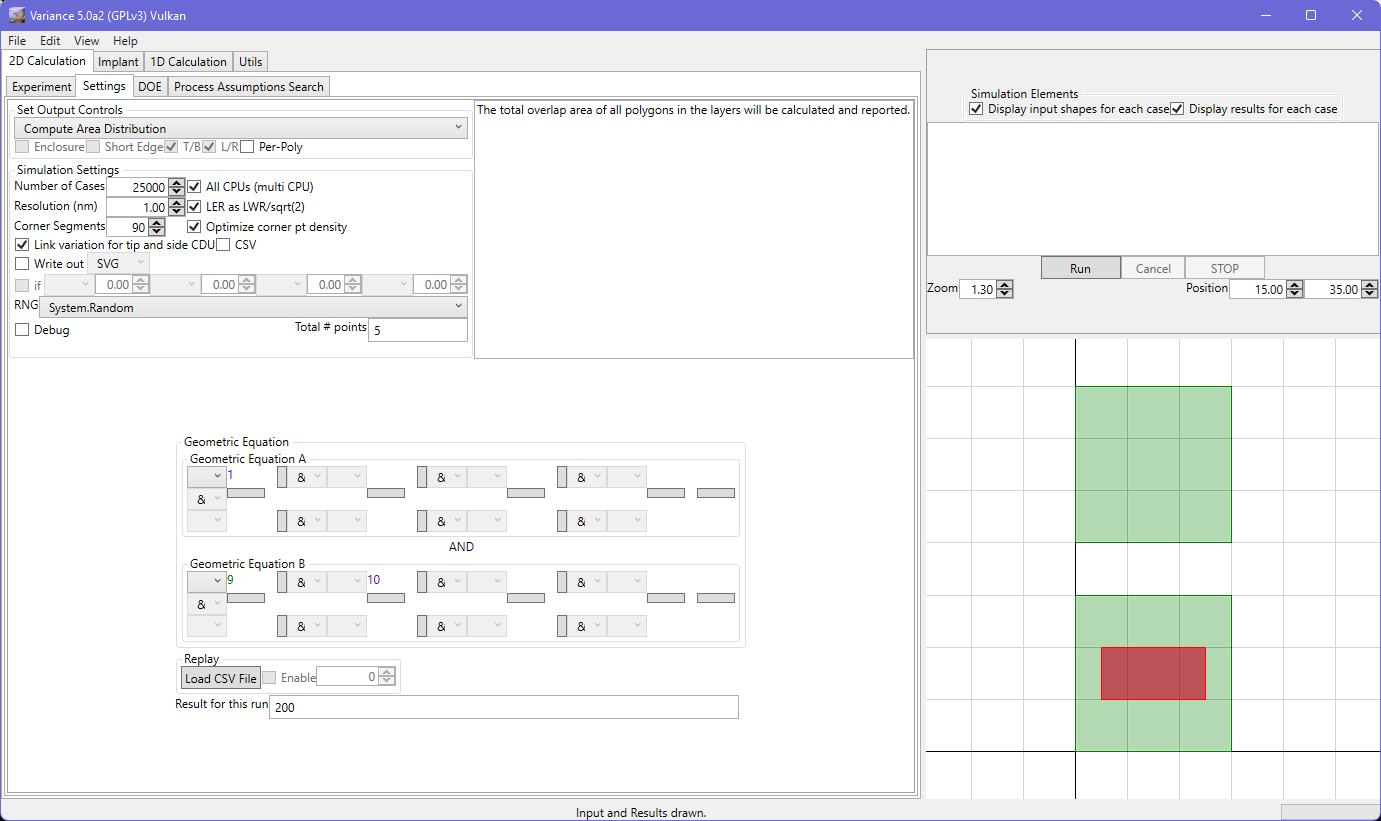 Variance 5.0a2 (GPLv3) Vulkan
File Edit View Help
2D Calculation Implant 1D Calculation Utils
Experiment Settings DOE Process Assumptions Search
Set Output Controls
Compute Area Distribution
Enclosure Short Edge T/B L/R Per-Poly
Simulation Settings
Number of Cases 25000 All CPUs (multi CPU)
Resolution (nm) 1.00 LER as LWR/sqrt(2)
Corner Segments 90 Optimize corner pt density
Link variation for tip and side CDU CSV
Write out SVG
if 0.00 0.00 0.00 0.00
RNG System.Random
Debug Total # points 5
The total overlap area of all polygons in the layers will be calculated and reported.
Geometric Equation
Geometric Equation A
1 & & &
&
& & &
AND
Geometric Equation B
9 & 10 & &
&
& & &
Replay
Load CSV File Enable 0
Result for this run 200
Simulation Elements
Display input shapes for each case Display results for each case
Run Cancel STOP
Zoom 1.30 Position 15.00 35.00
Input and Results drawn.